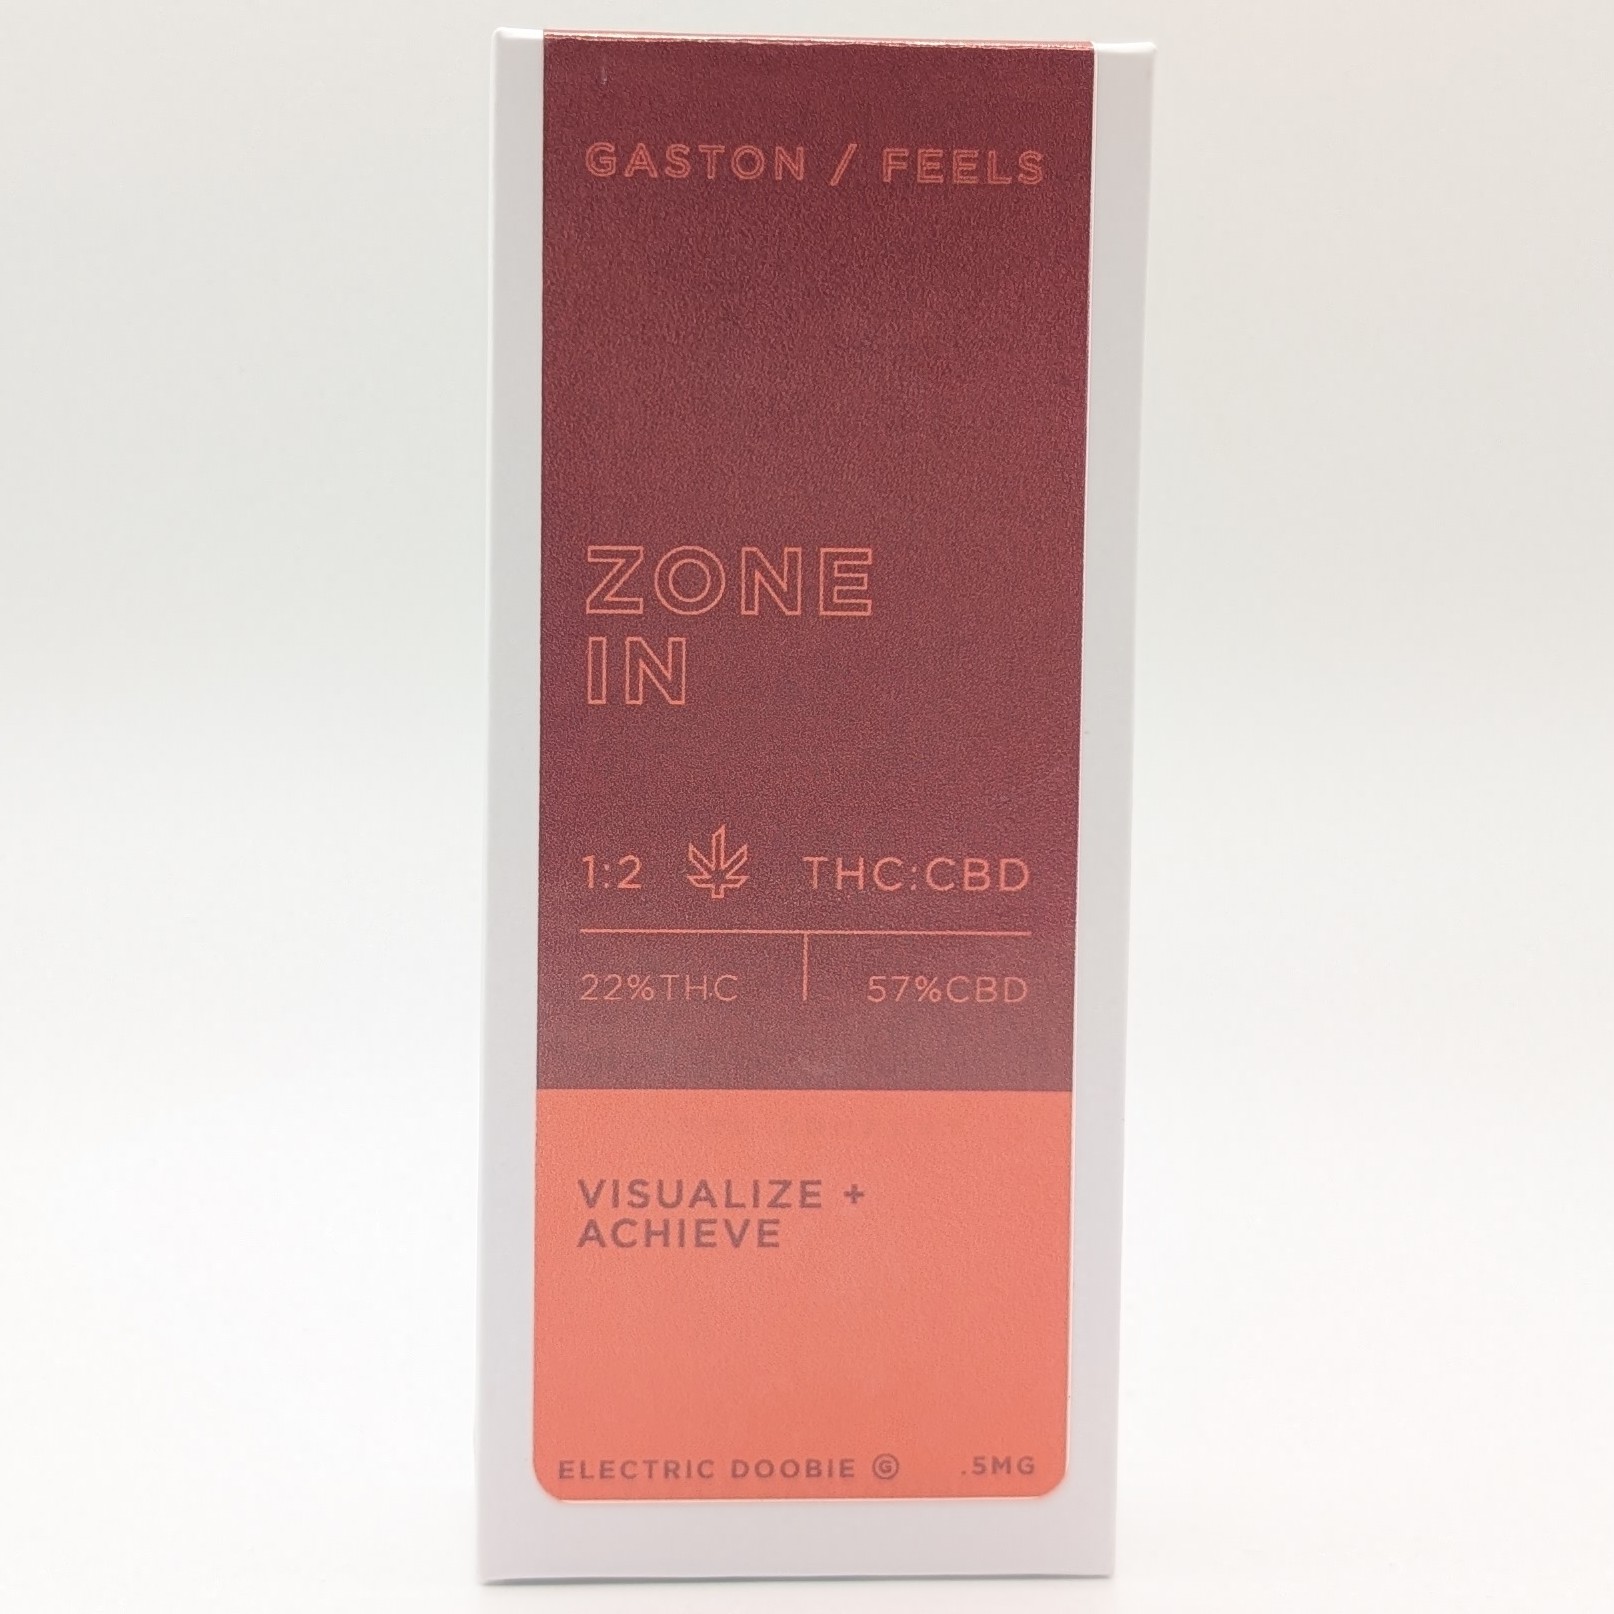 GASTON / FEELS
ZONE
IN
1:2 THC:CBD
22%THC 57%CBD
VISUALIZE +
ACHIEVE
ELECTRIC DOOBIE Ⓖ .5MG